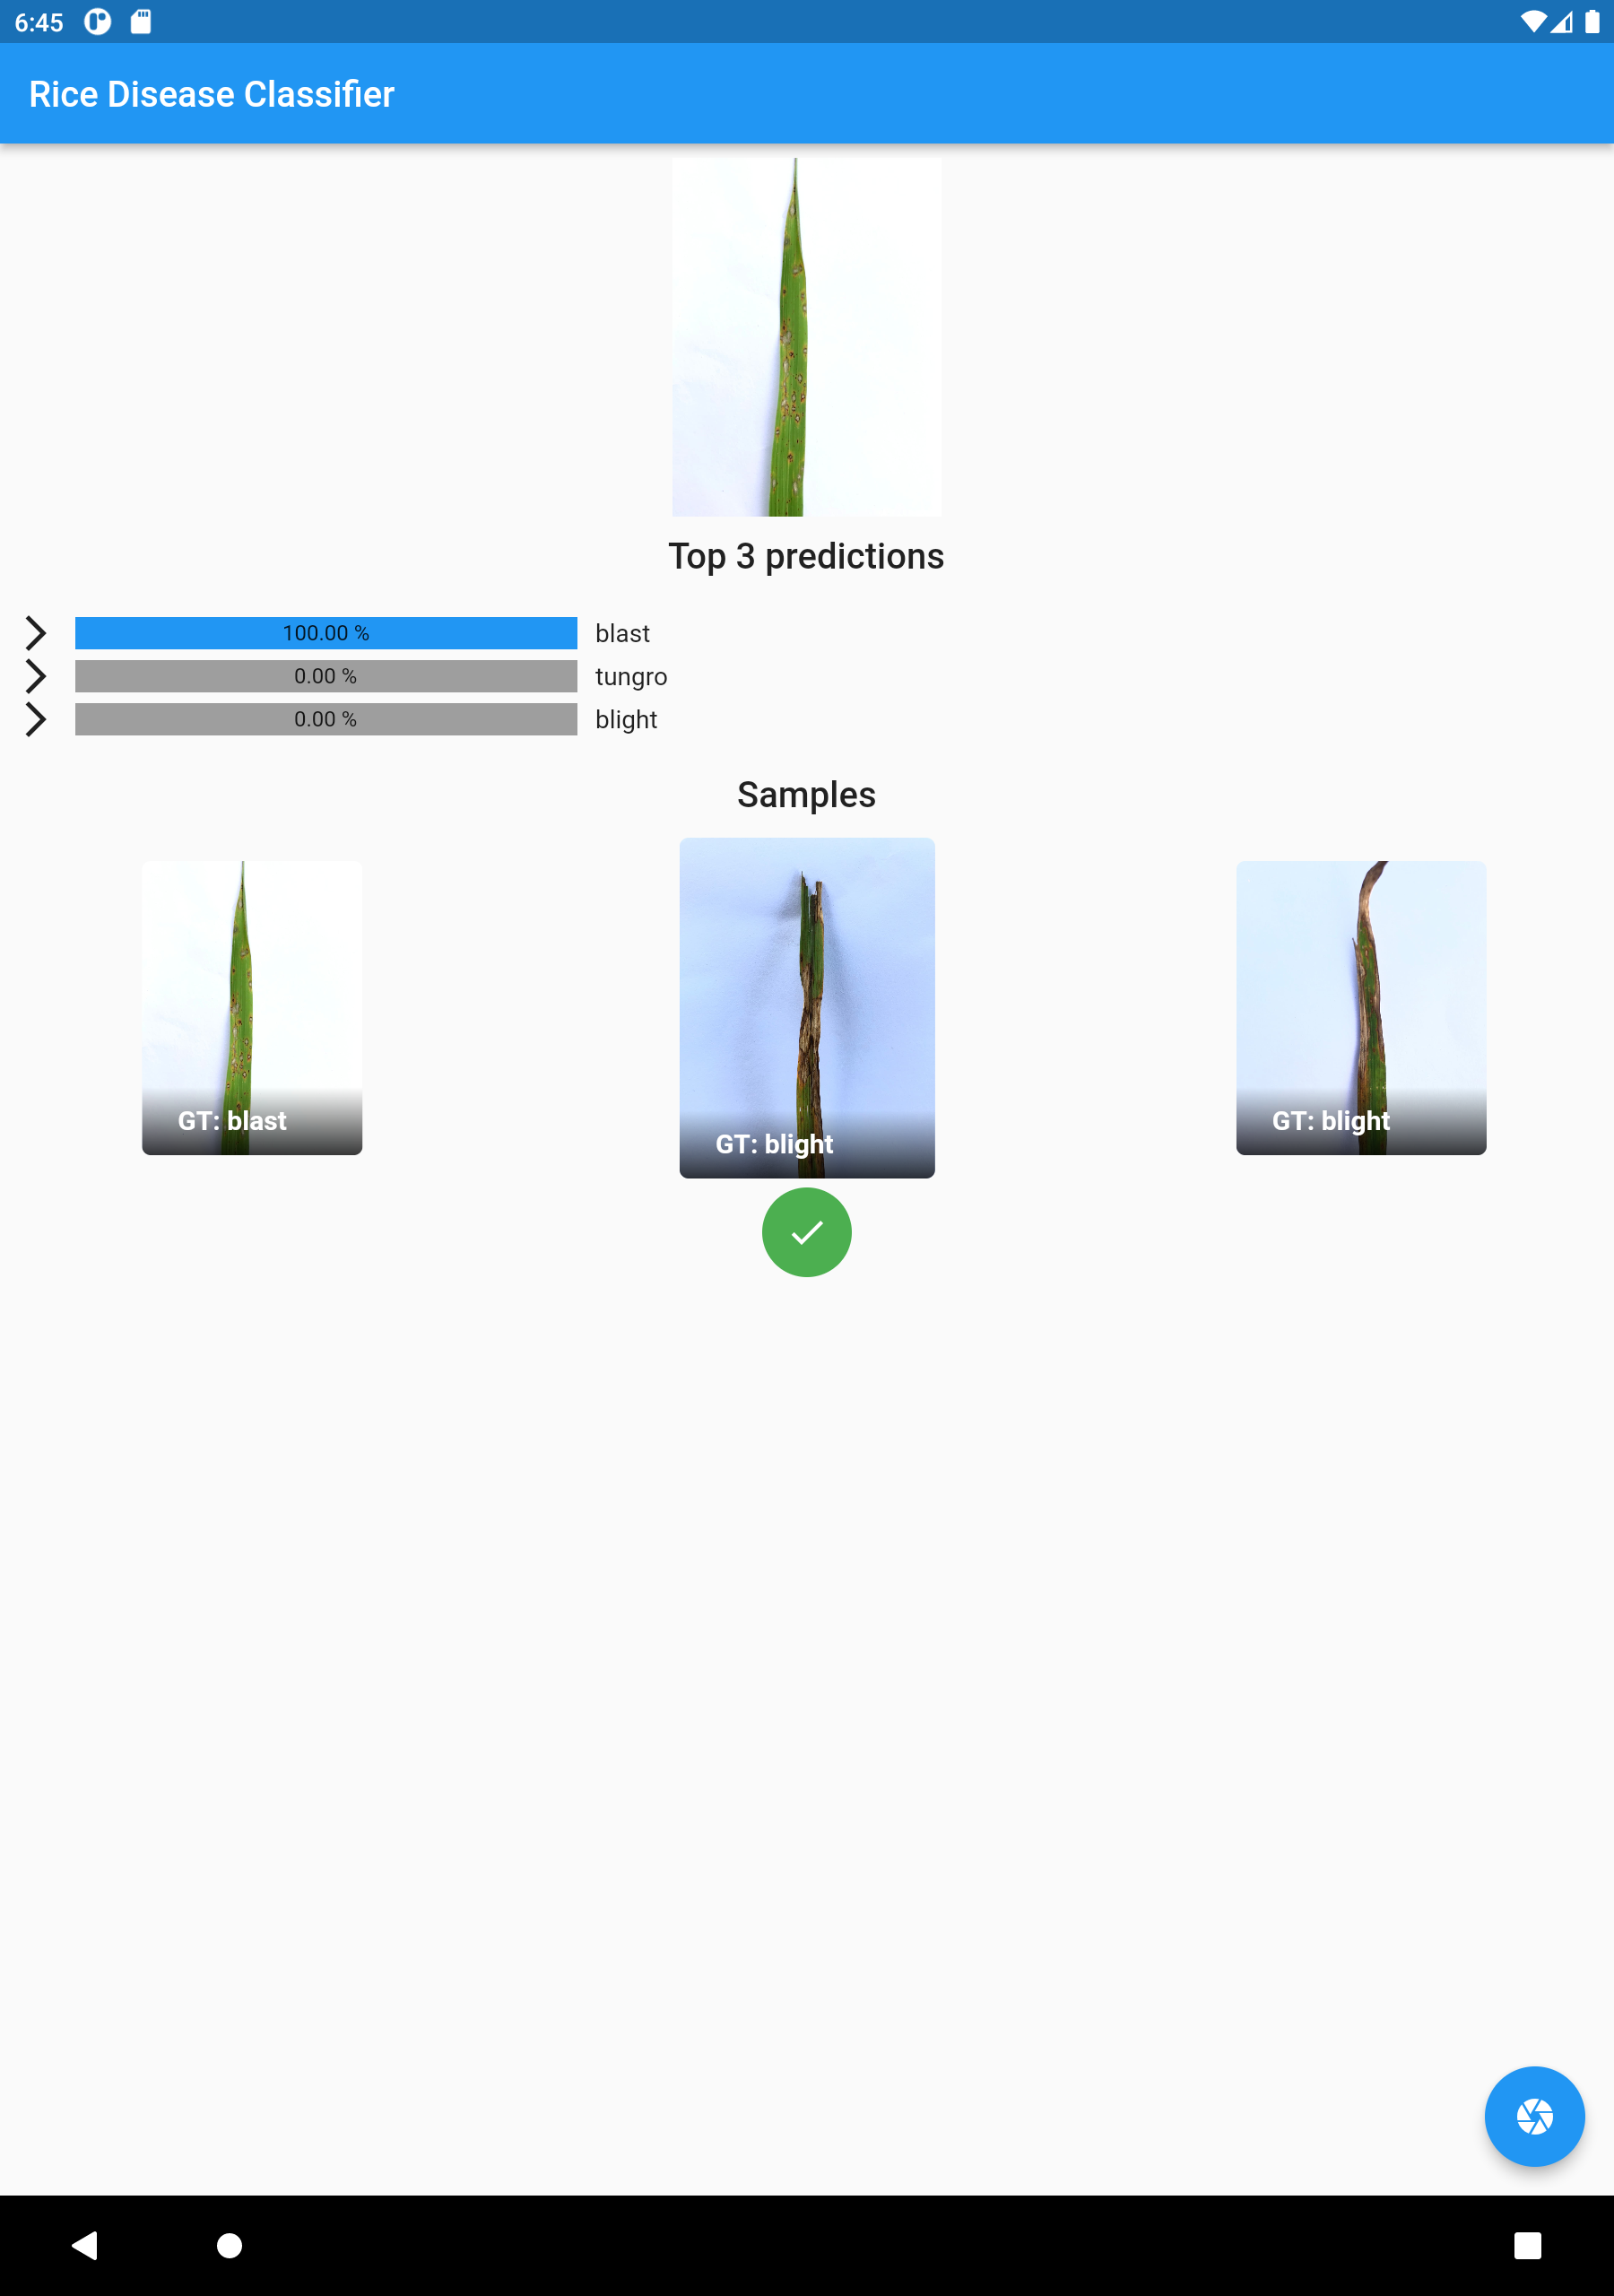 6:45
Rice Disease Classifier
Top 3 predictions
100.00 % blast
0.00 % tungro
0.00 % blight
Samples
GT: blast
GT: blight
GT: blight